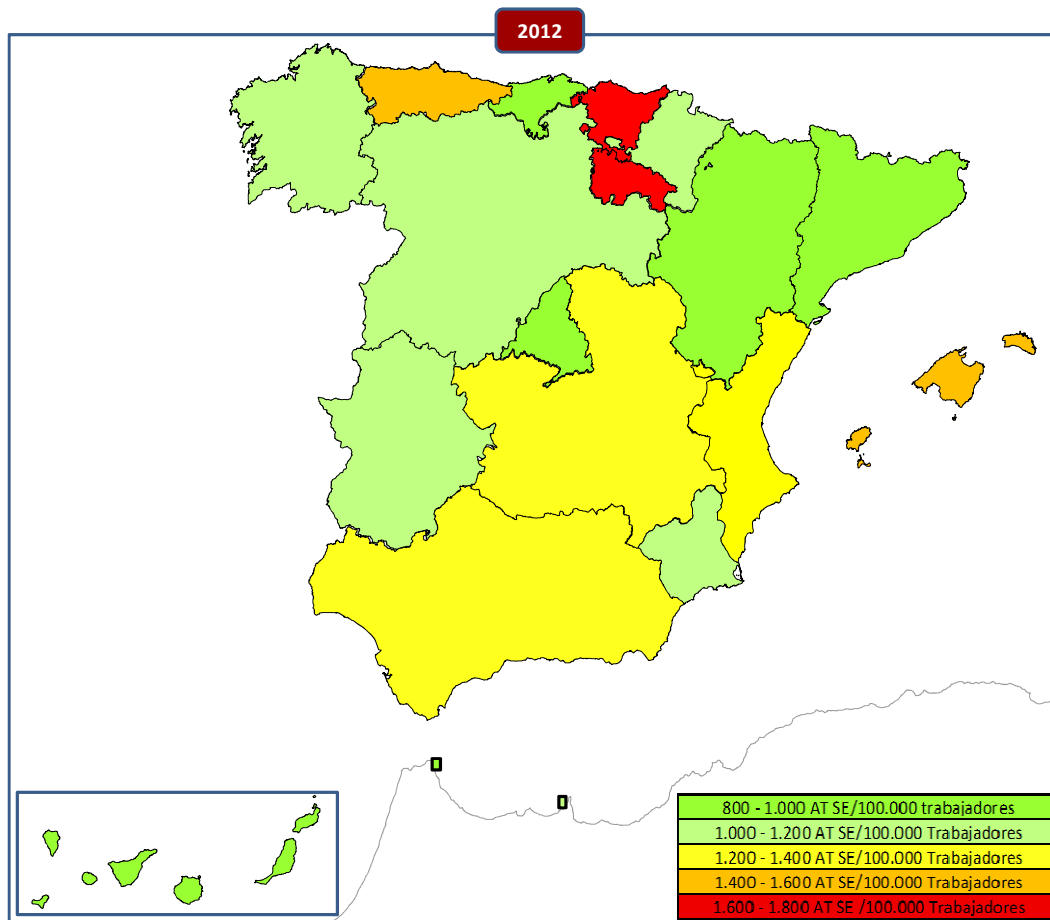 2012
800 - 1.000 AT SE/100.000 trabajadores
1.000 - 1.200 AT SE/100.000 Trabajadores
1.200 - 1.400 AT SE/100.000 Trabajadores
1.400 - 1.600 AT SE/100.000 Trabajadores
1.600 - 1.800 AT SE /100.000 Trabajadores